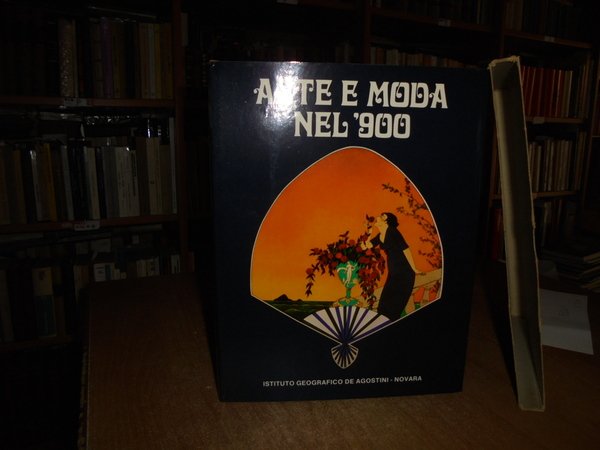 ARTE E MODA
NEL '900
ISTITUTO GEOGRAFICO DE AGOSTINI - NOVARA